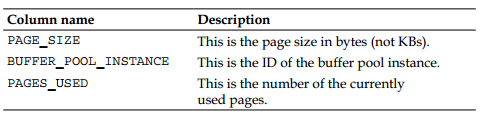 Column name Description
PAGE_SIZE This is the page size in bytes (not KBs).
BUFFER_POOL_INSTANCE This is the ID of the buffer pool instance.
PAGES_USED This is the number of the currently
used pages.